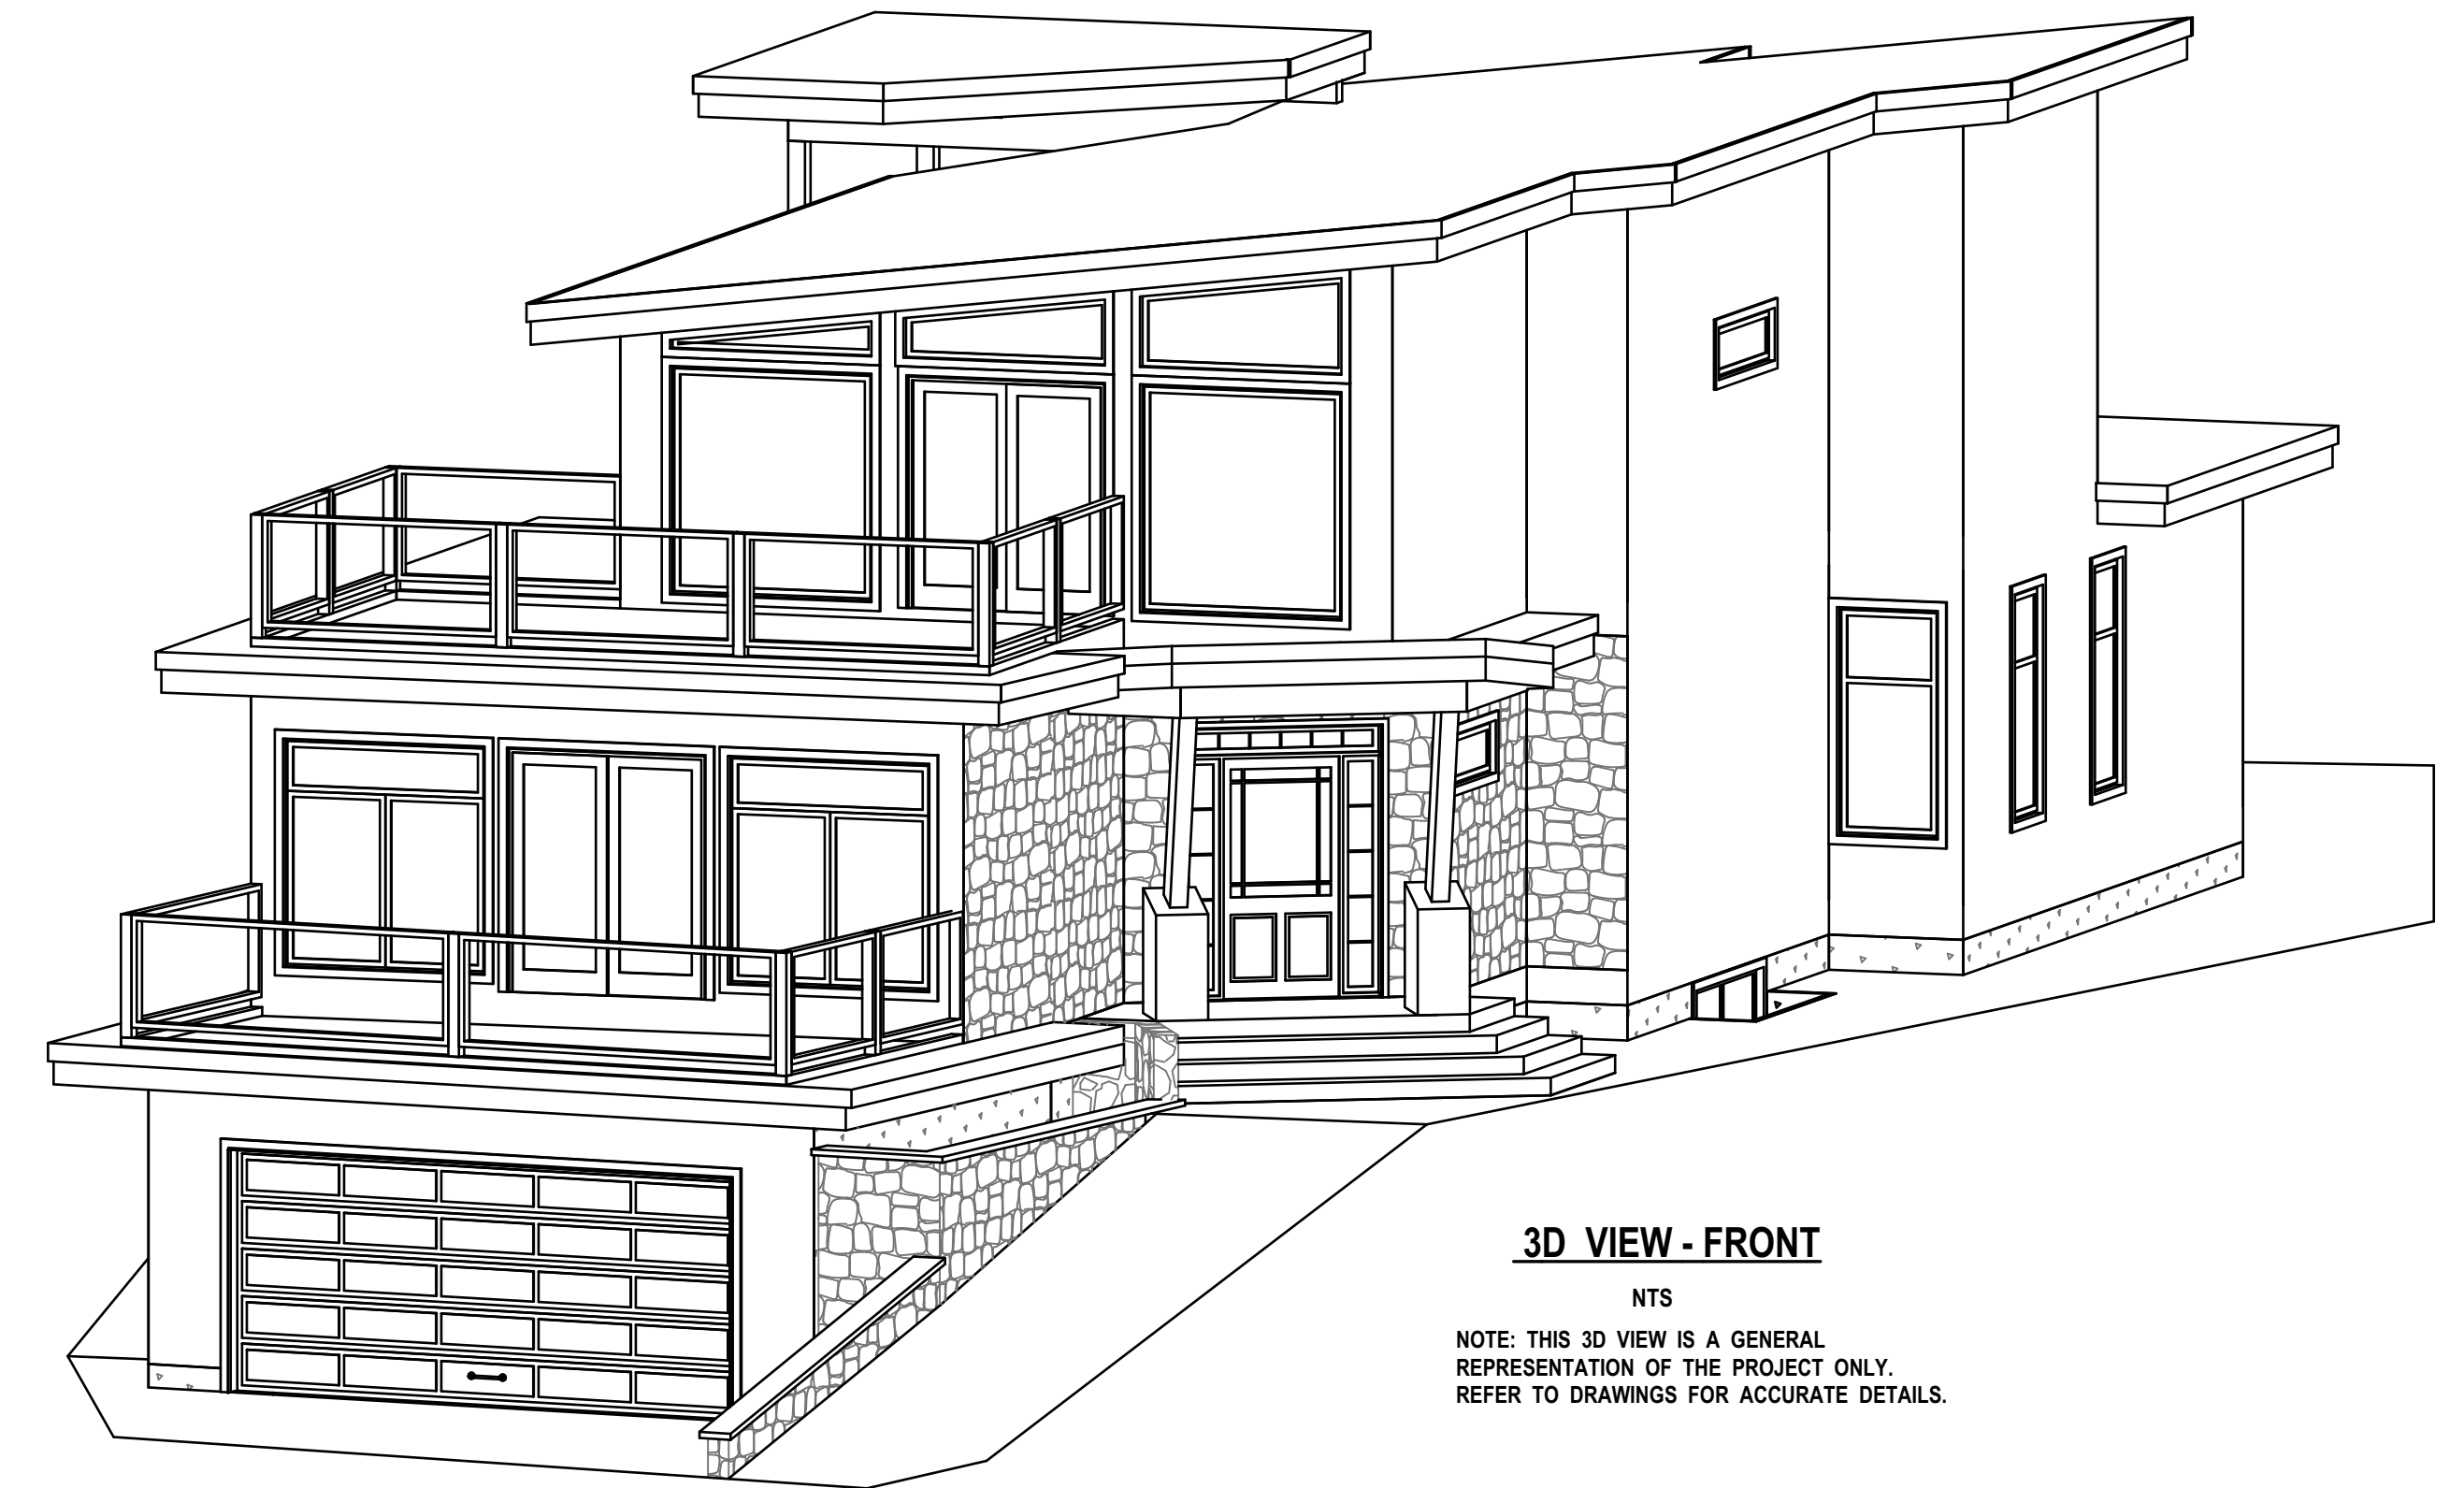 3D VIEW - FRONT
NTS
NOTE: THIS 3D VIEW IS A GENERAL
REPRESENTATION OF THE PROJECT ONLY.
REFER TO DRAWINGS FOR ACCURATE DETAILS.